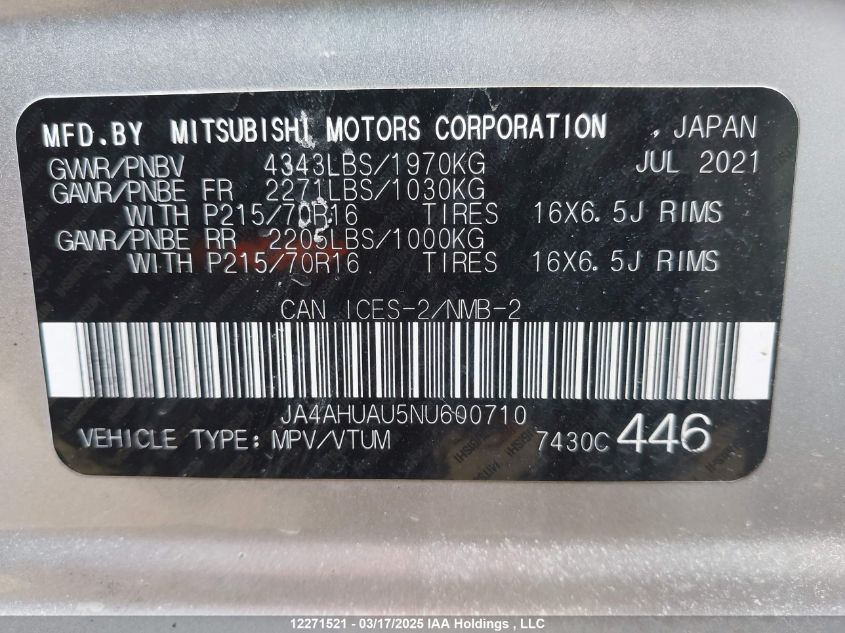 MFD.BY MITSUBISHI MOTORS CORPORATION , JAPAN
GVWR/PNBV 4343LBS/1970KG JUL 2021
GAWR/PNBE FR 2271LBS/1030KG
WITH P215/70R16 TIRES 16X6.5J RIMS
GAWR/PNBE RR 2205LBS/1000KG
WITH P215/70R16 TIRES 16X6.5J RIMS
CAN ICES-2/NMB-2
JA4AHUAU5NU600710
VEHICLE TYPE: MPV/VTUM 7430C 446
12271521 - 03/17/2025 IAA Holdings , LLC